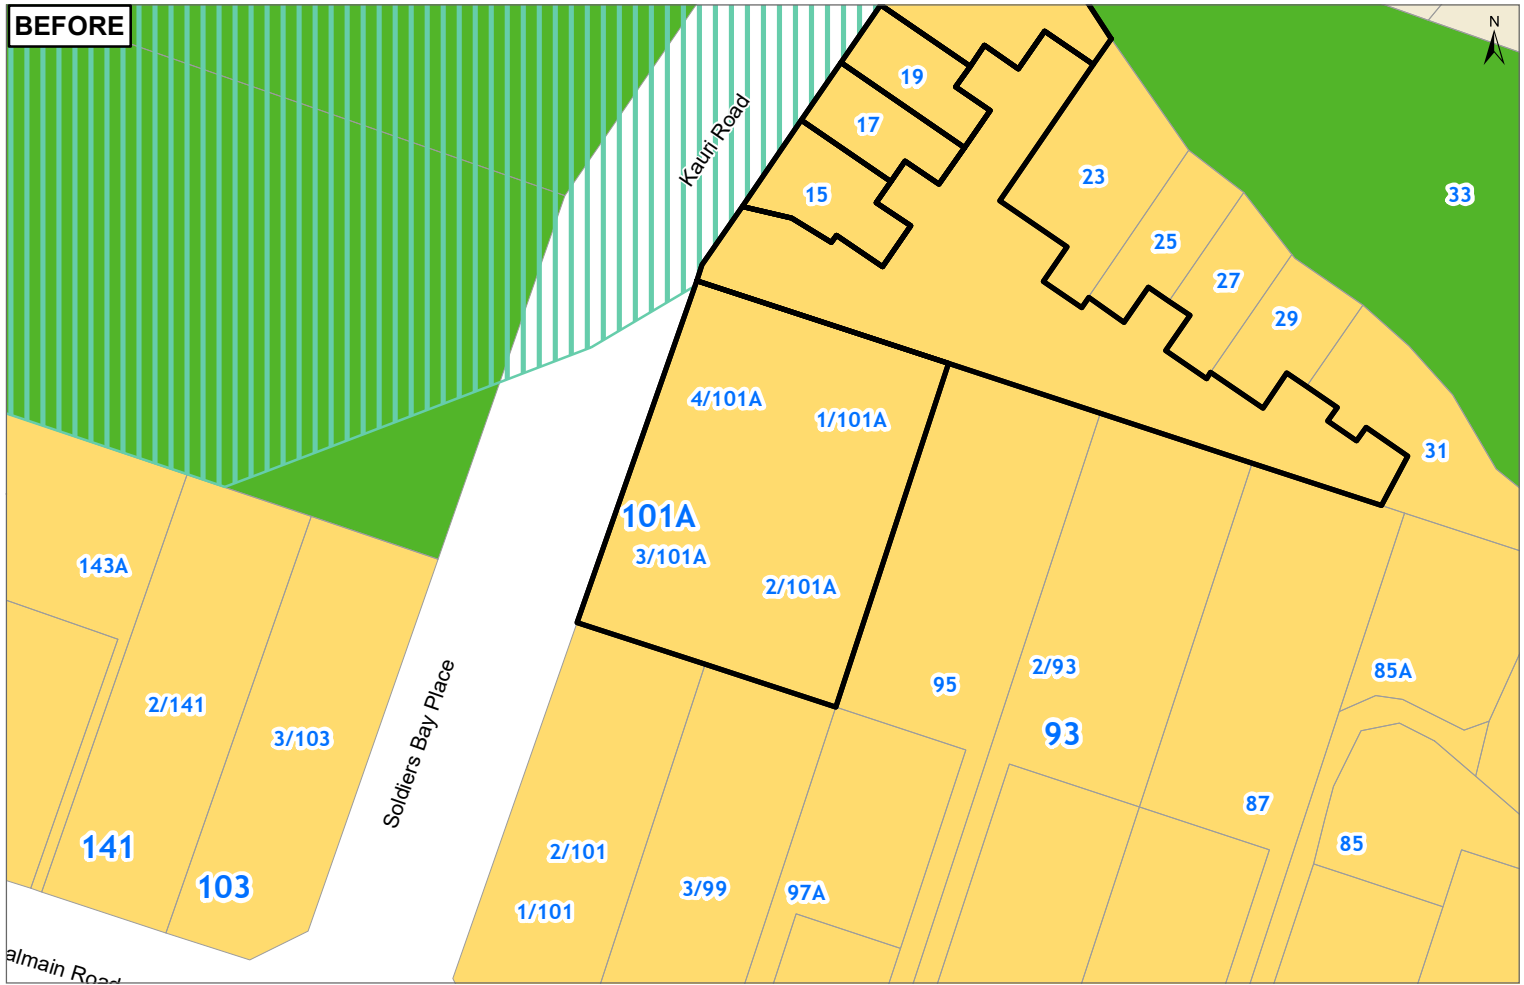 BEFORE
N
19
17
Kauri Road
15
23
33
25
27
29
4/101A
1/101A
31
101A
3/101A
143A
2/101A
2/93
85A
95
2/141
3/103
93
Soldiers Bay Place
87
141
85
2/101
103
3/99
97A
1/101
almain Road